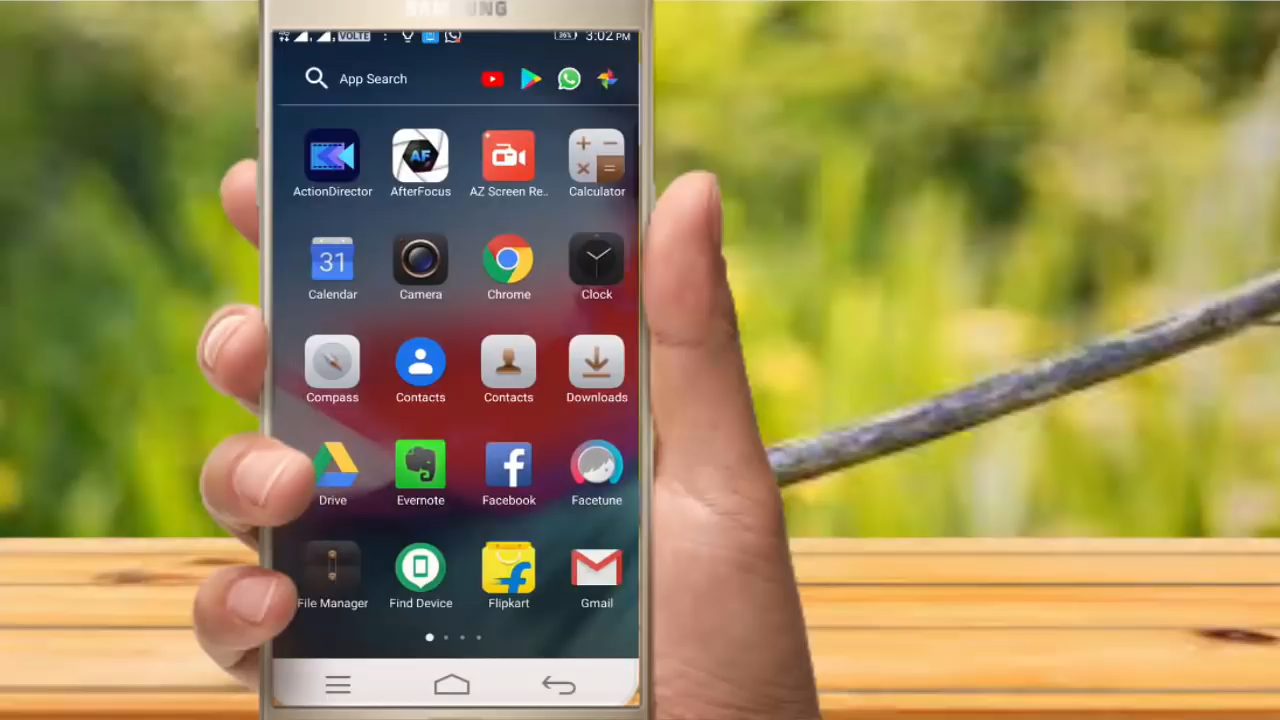 SAMSUNG
VOLTE : 36% 3:02 PM
App Search
ActionDirector AfterFocus AZ Screen Re.. Calculator
AF
31
Calendar Camera Chrome Clock
Compass Contacts Contacts Downloads
Drive Evernote Facebook Facetune
File Manager Find Device Flipkart Gmail